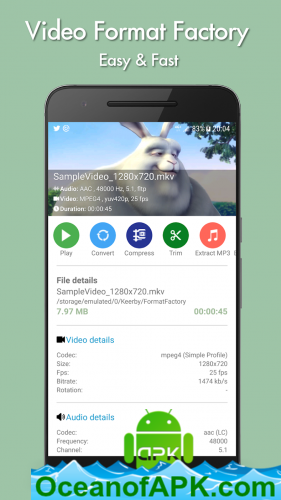 Video Format Factory
Easy & Fast
83% 20:04
SampleVideo_1280x720.mkv
Audio: AAC , 48000 Hz, 5.1, fltp
Video: MPEG4 , yuv420p, 25 fps
Duration: 00:00:45
Play Convert Compress Trim Extract MP3 E
File details
SampleVideo_1280x720.mkv
/storage/emulated/0/Keerby/FormatFactory
7.97 MB 00:00:45
Video details
Codec: mpeg4 (Simple Profile)
Size: 1280x720
Fps: 25 fps
Bitrate: 1474 kb/s
Rotation: -
Audio details
Codec: aac (LC)
Frequency: 48000
Channel: 5.1
APK
OceanofAPK.com